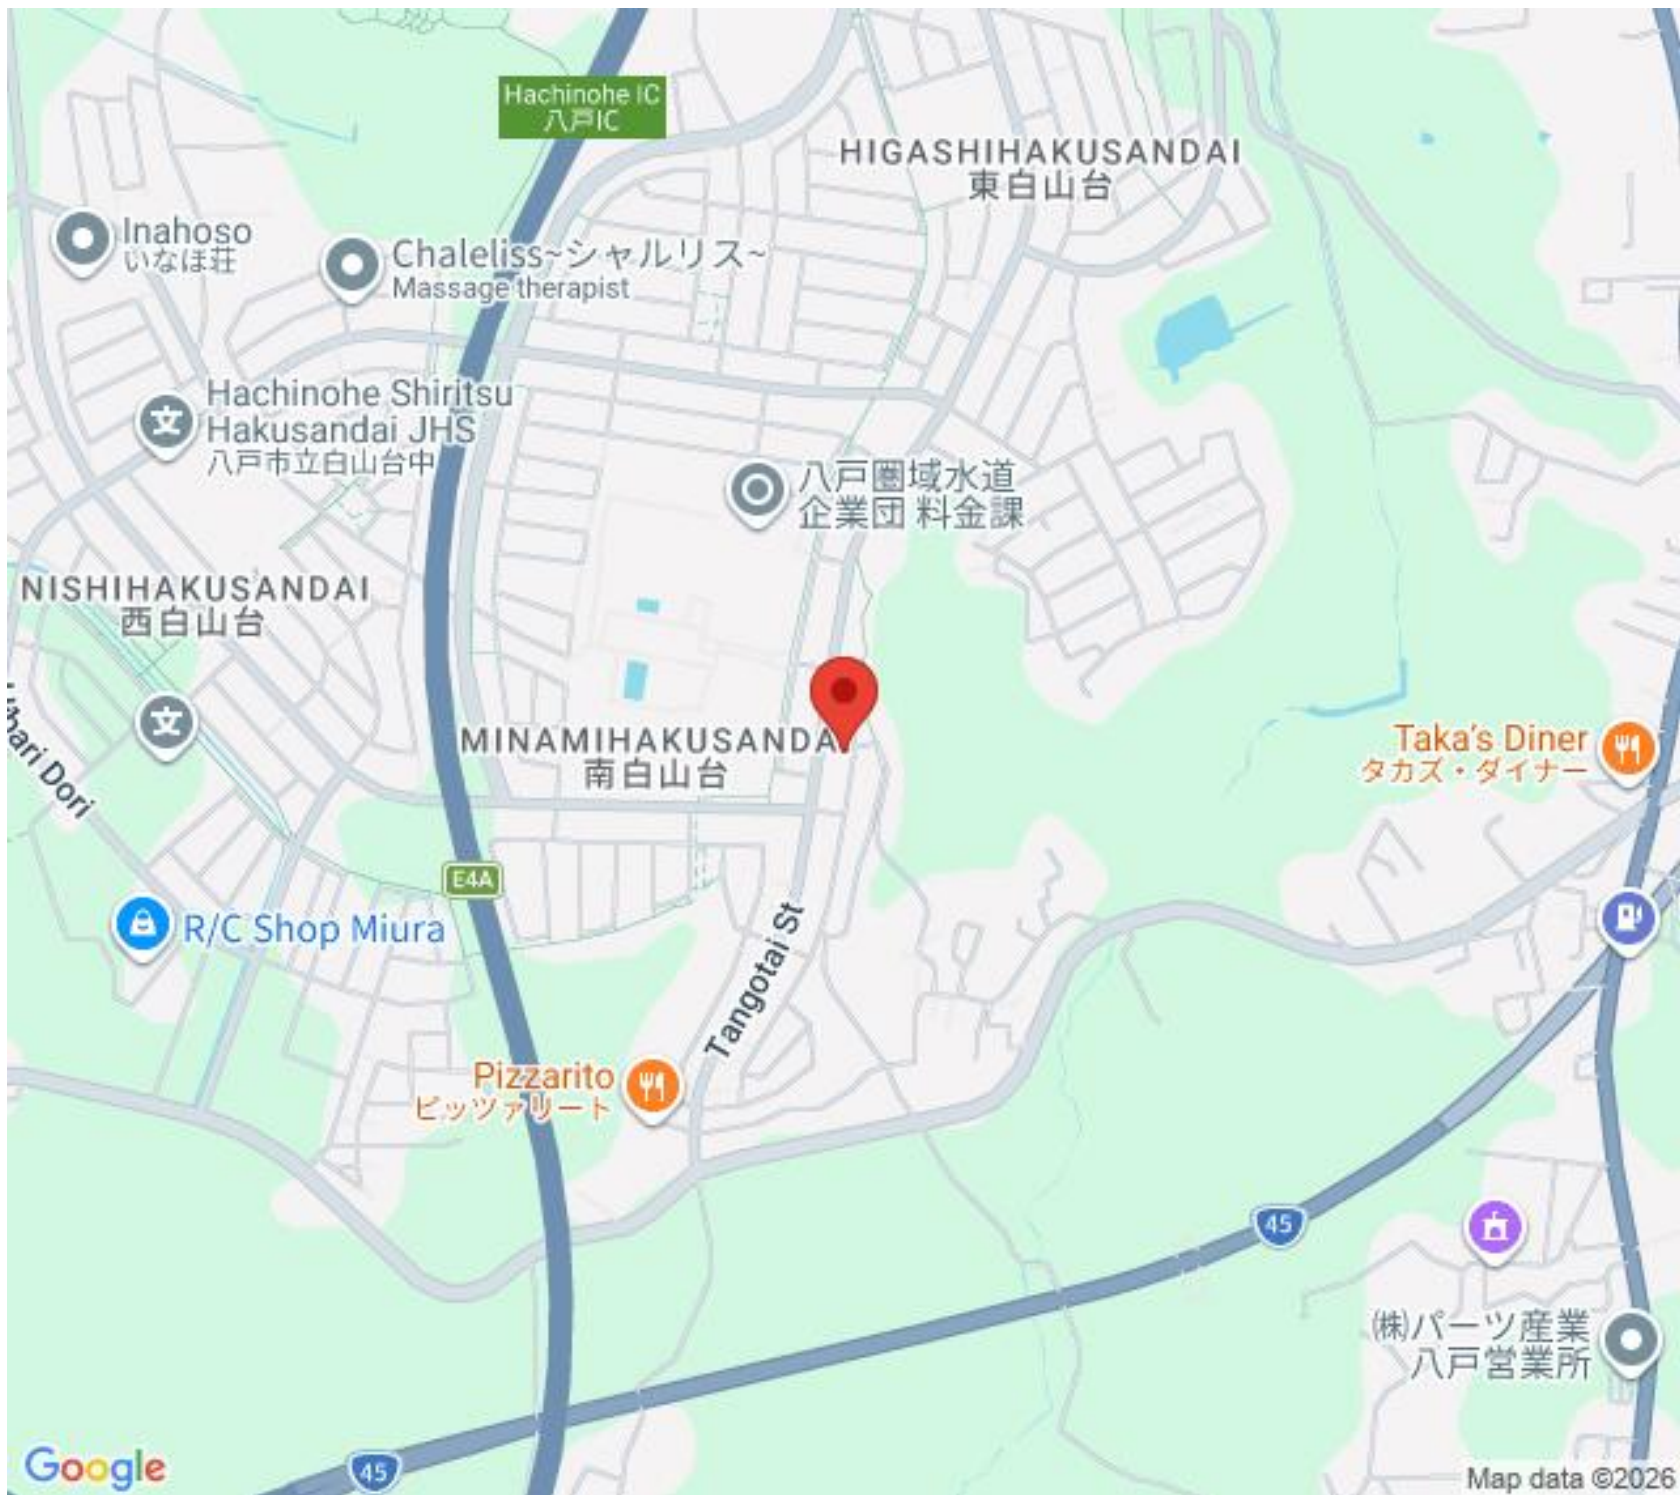 Hachinohe IC
八戸IC
HIGASHIHAKUSANDAI
東白山台
Inahoso
いなほ荘
Chaleliss~シャルリス~
Massage therapist
Hachinohe Shiritsu
Hakusandai JHS
八戸市立白山台中
八戸圏域水道
企業団 料金課
NISHIHAKUSANDAI
西白山台
MINAMIHAKUSANDAI
南白山台
Taka's Diner
タカズ・ダイナー
Dori
E4A
R/C Shop Miura
Tangotai St
Pizzarito
ピッツァリート
45
㈱パーツ産業
八戸営業所
45
Google
Map data ©2026